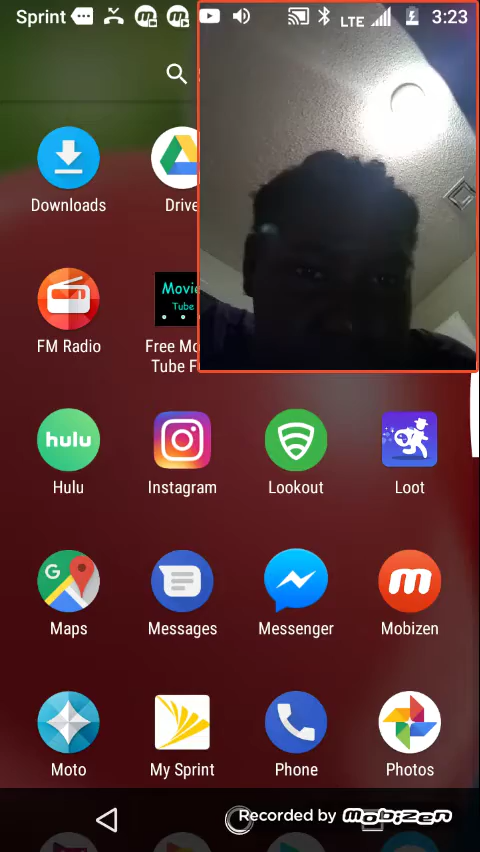 Sprint LTE 3:23
Downloads Drive
FM Radio Movie
Tube
Free Mo
Tube F
hulu
Hulu Instagram Lookout Loot
G
Maps Messages Messenger Mobizen
Moto My Sprint Phone Photos
Recorded by mobizen